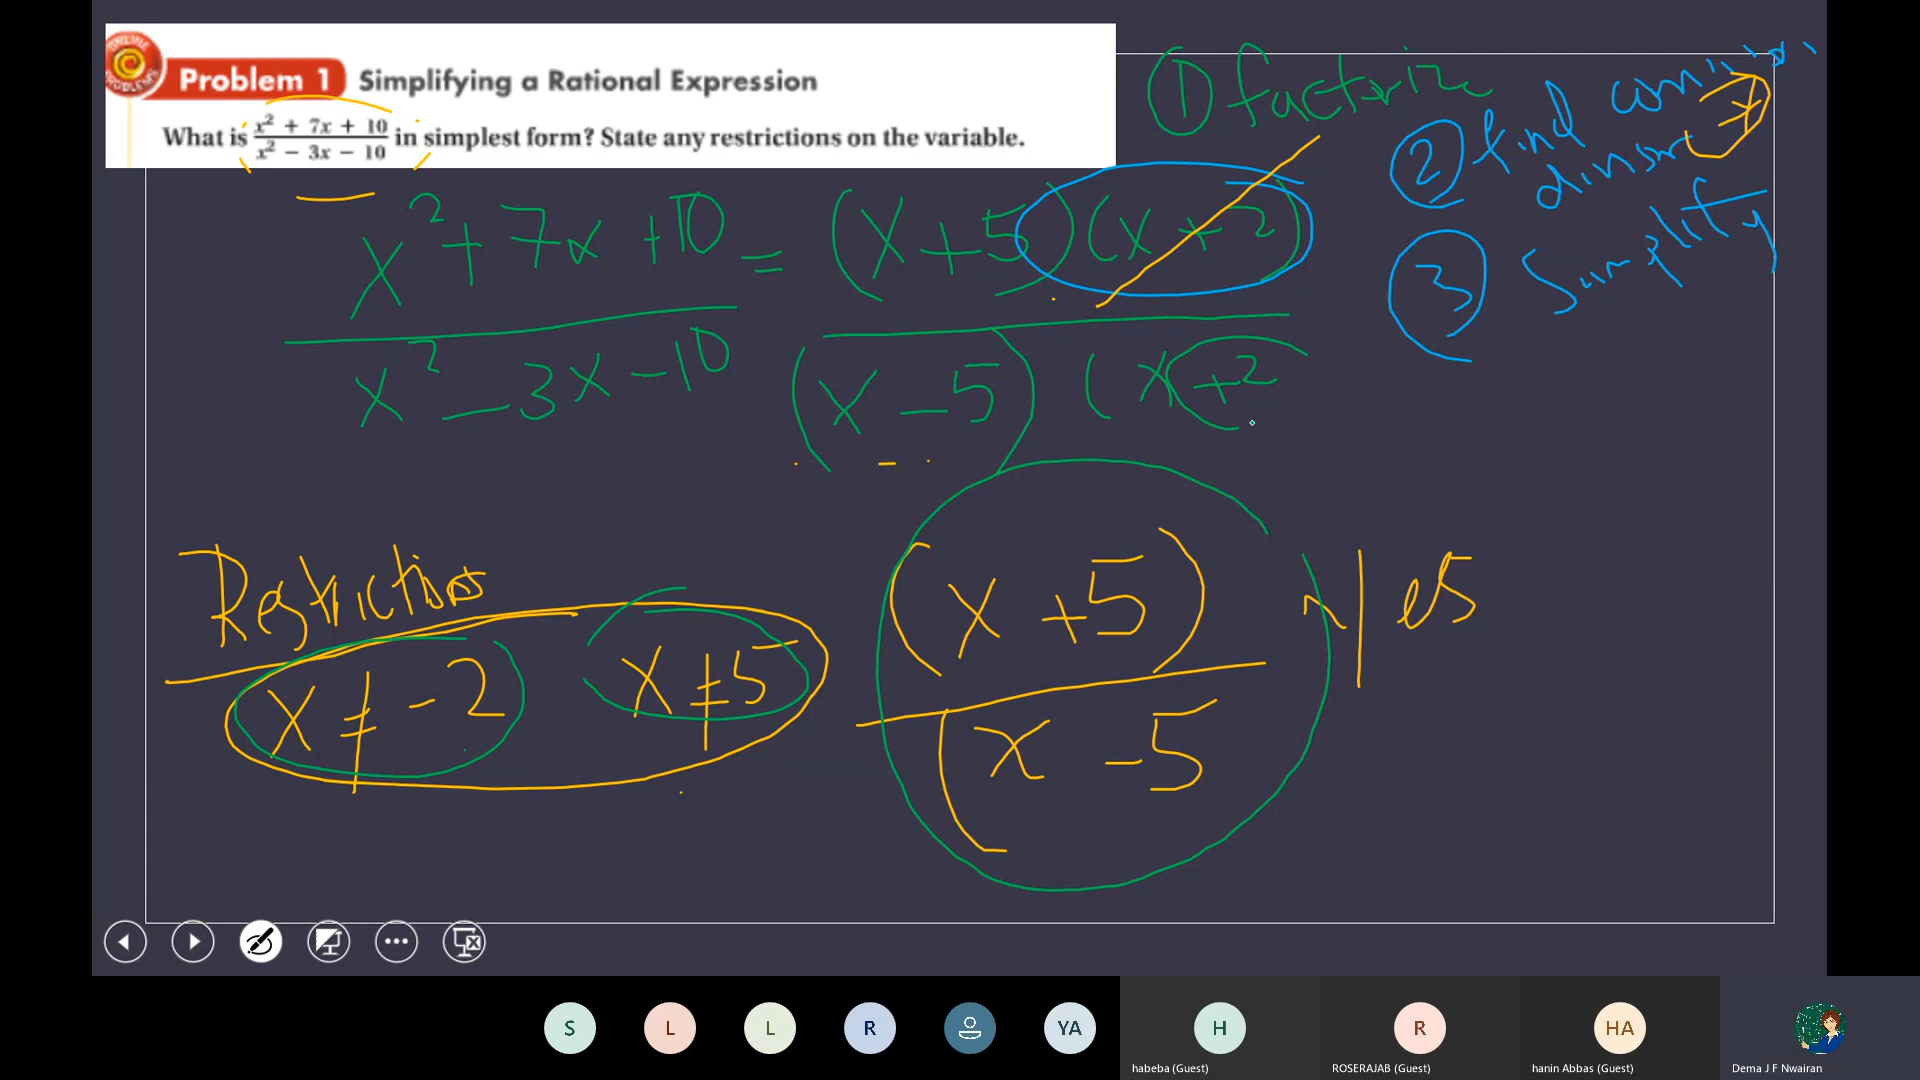 Problem 1 Simplifying a Rational Expression
What is (x² + 7x + 10)/(x² − 3x − 10) in simplest form? State any restrictions on the variable.
① factorize
② find
③ Simplify
x² + 7x + 10 = (x + 5)(x + 2)
x² − 3x − 10 (x − 5) (x + 2
Restrictions
x ≠ -2 x ≠ 5
(x + 5)
(x − 5
yes
S L L R YA H R HA
habeba (Guest) ROSERAJAB (Guest) hanin Abbas (Guest) Dema J F Nwairan